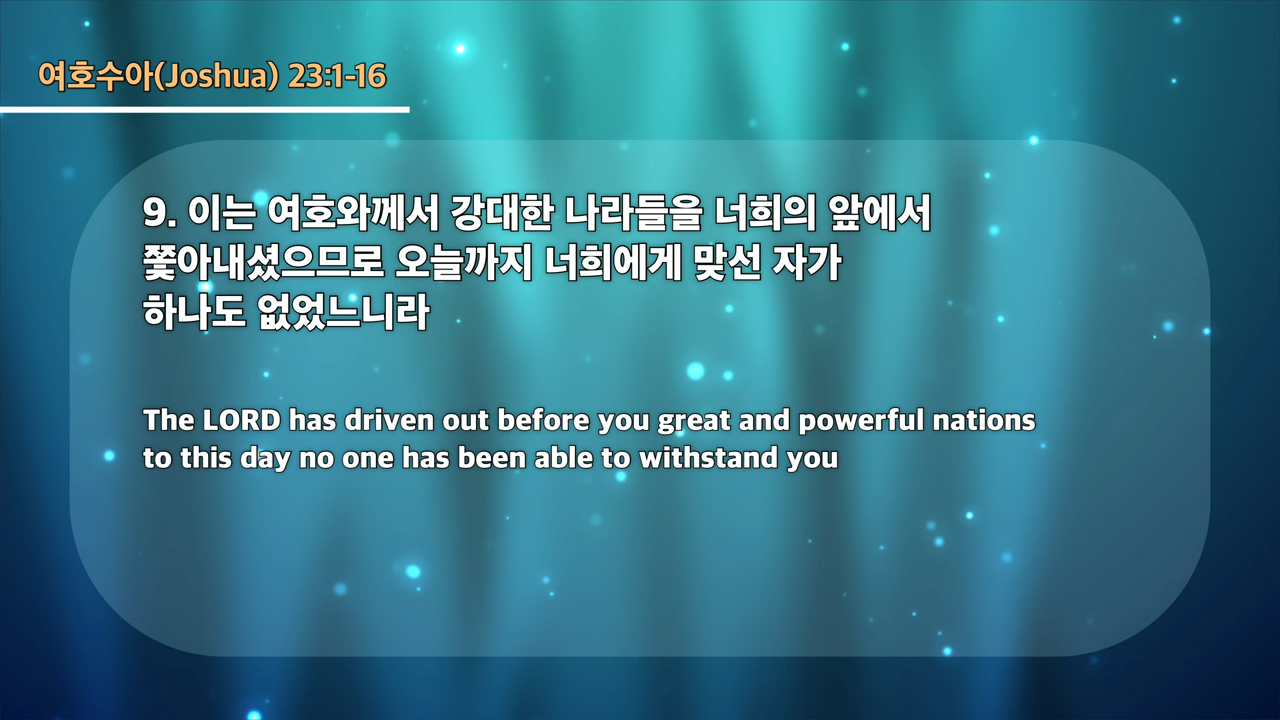 여호수아(Joshua) 23:1-16
9. 이는 여호와께서 강대한 나라들을 너희의 앞에서
쫓아내셨으므로 오늘까지 너희에게 맞선 자가
하나도 없었느니라
The LORD has driven out before you great and powerful nations
to this day no one has been able to withstand you